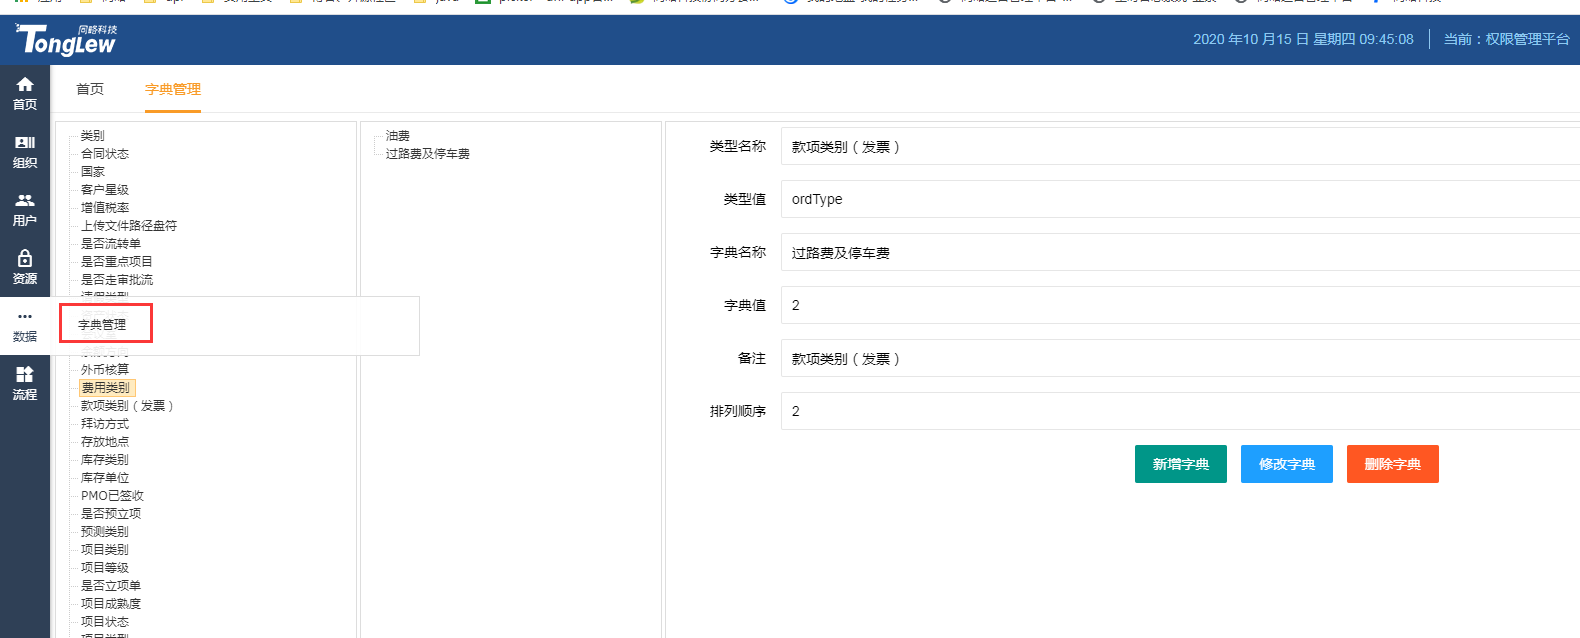 TongLew 同路科技
2020 年10 月15 日 星期四 09:45:08 当前：权限管理平台
首页
组织
用户
资源
数据
流程
首页 字典管理
类别
合同状态
国家
客户星级
增值税率
上传文件路径盘符
是否流转单
是否重点项目
是否走审批流
字典管理
外币核算
费用类别
款项类别（发票）
拜访方式
存放地点
库存类别
库存单位
PMO已签收
是否预立项
预测类别
项目类别
项目等级
是否立项单
项目成熟度
项目状态
项目类型
油费
过路费及停车费
类型名称 款项类别（发票）
类型值 ordType
字典名称 过路费及停车费
字典值 2
备注 款项类别（发票）
排列顺序 2
新增字典 修改字典 删除字典